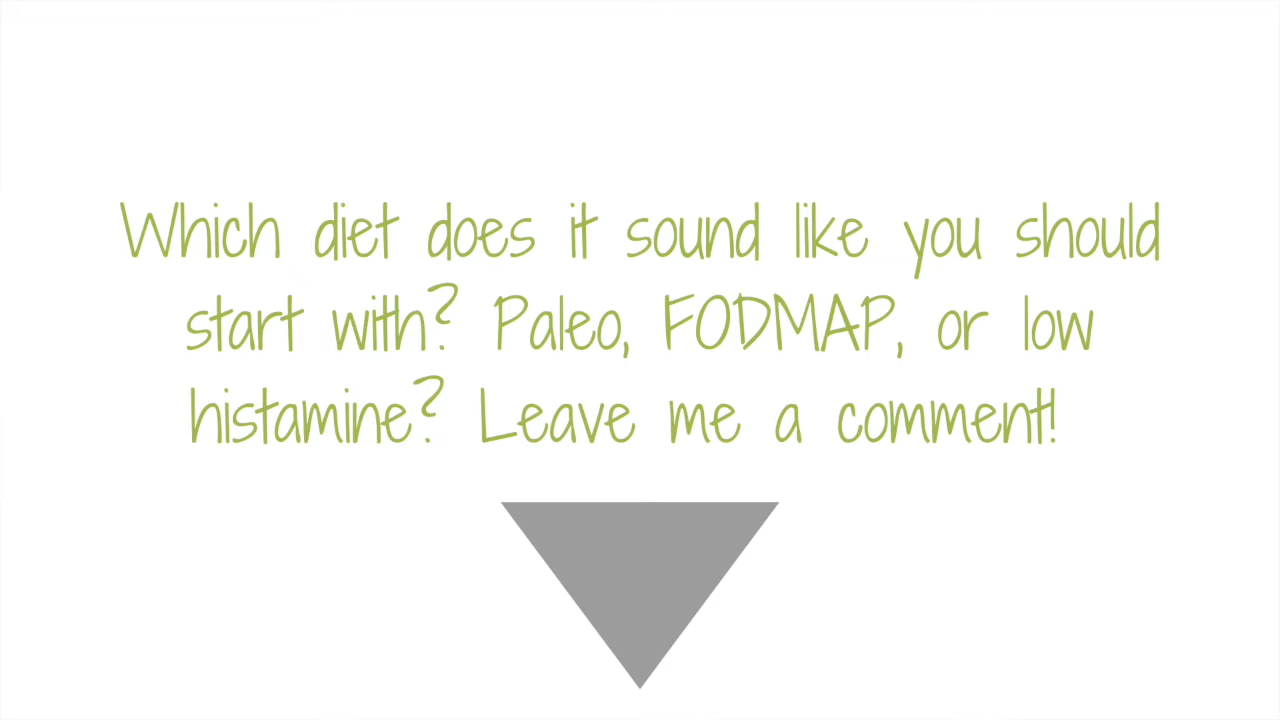 Which diet does it sound like you should
start with? Paleo, FODMAP, or low
histamine? Leave me a comment!